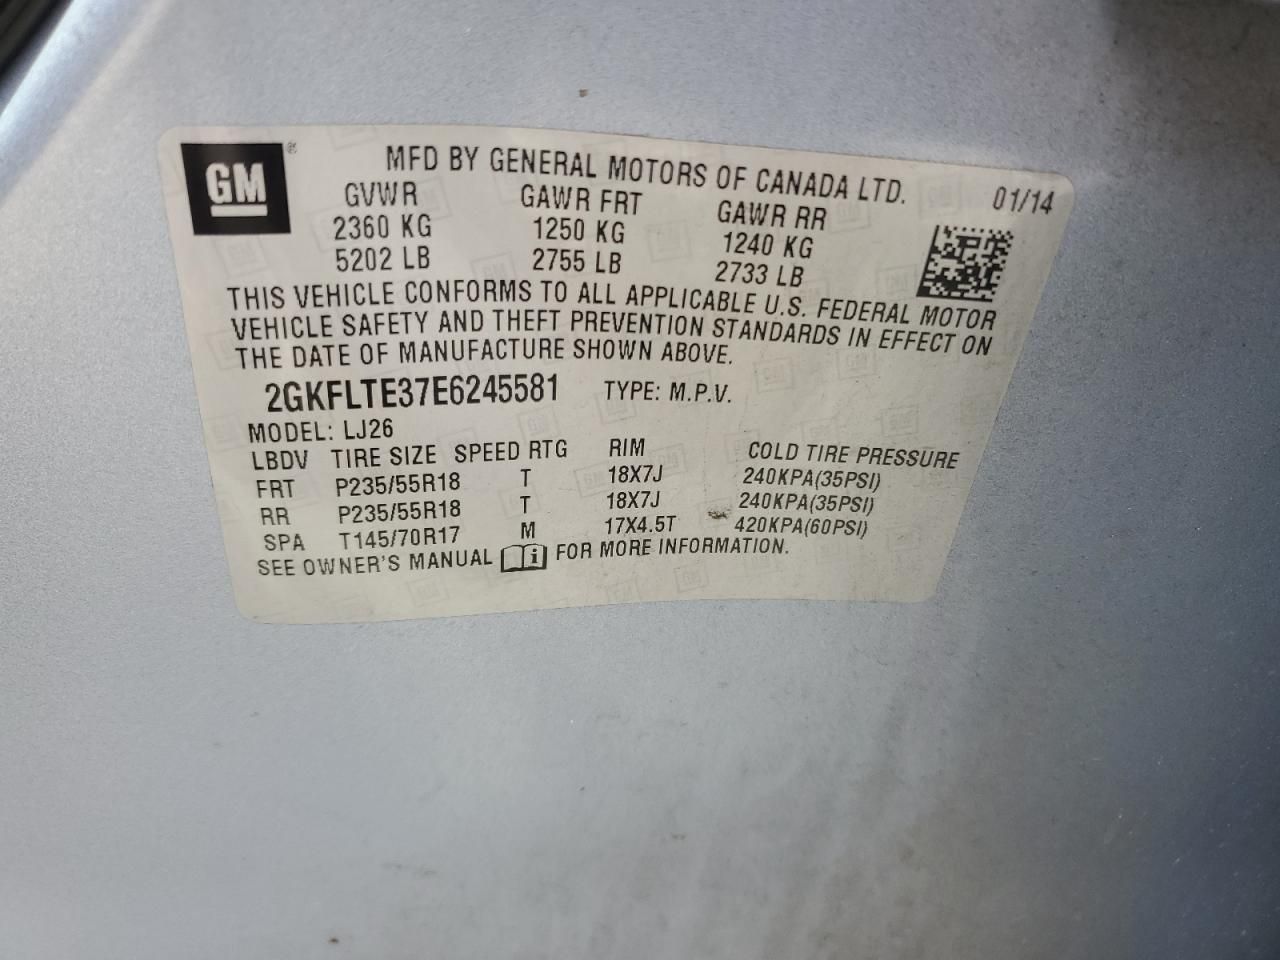 GM ®
MFD BY GENERAL MOTORS OF CANADA LTD. 01/14
GVWR GAWR FRT GAWR RR
2360 KG 1250 KG 1240 KG
5202 LB 2755 LB 2733 LB
THIS VEHICLE CONFORMS TO ALL APPLICABLE U.S. FEDERAL MOTOR
VEHICLE SAFETY AND THEFT PREVENTION STANDARDS IN EFFECT ON
THE DATE OF MANUFACTURE SHOWN ABOVE.
2GKFLTE37E6245581 TYPE: M.P.V.
MODEL: LJ26
LBDV TIRE SIZE SPEED RTG RIM COLD TIRE PRESSURE
FRT P235/55R18 T 18X7J 240KPA(35PSI)
RR P235/55R18 T 18X7J 240KPA(35PSI)
SPA T145/70R17 M 17X4.5T 420KPA(60PSI)
SEE OWNER'S MANUAL i FOR MORE INFORMATION.